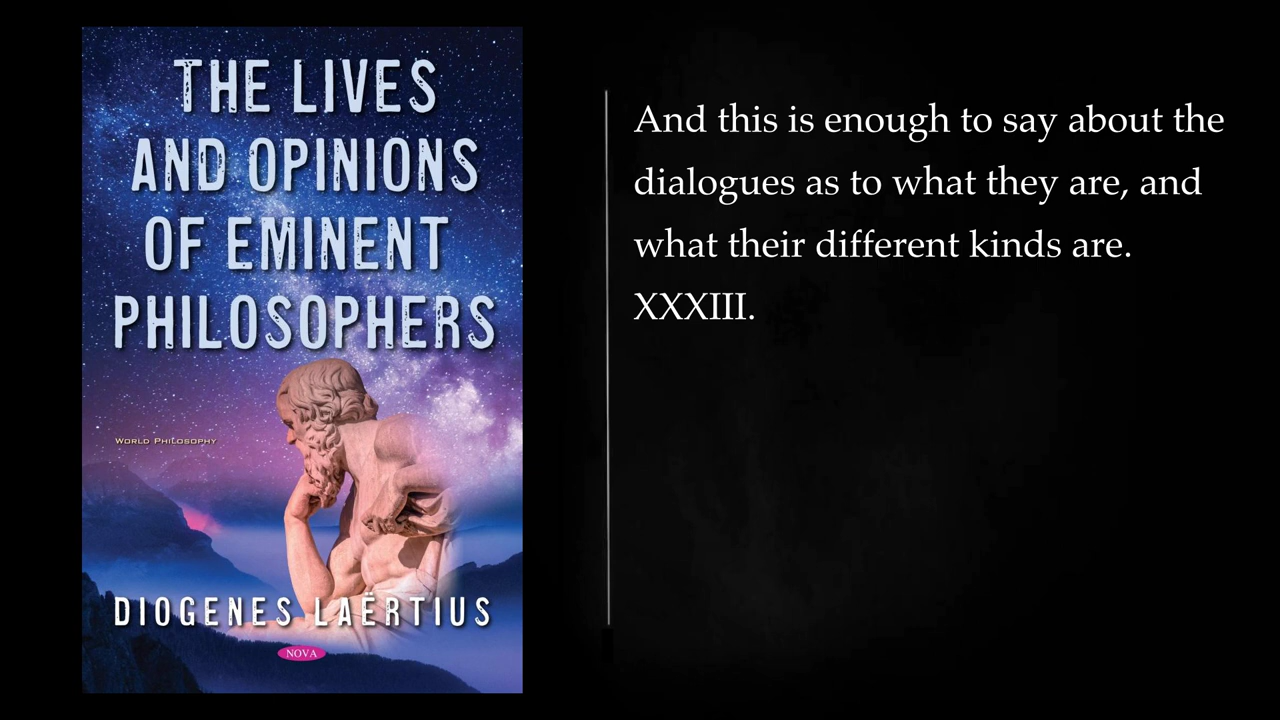 THE LIVES
AND OPINIONS
OF EMINENT
PHILOSOPHERS
WORLD PHILOSOPHY
DIOGENES LAËRTIUS
NOVA
And this is enough to say about the
dialogues as to what they are, and
what their different kinds are.
XXXIII.